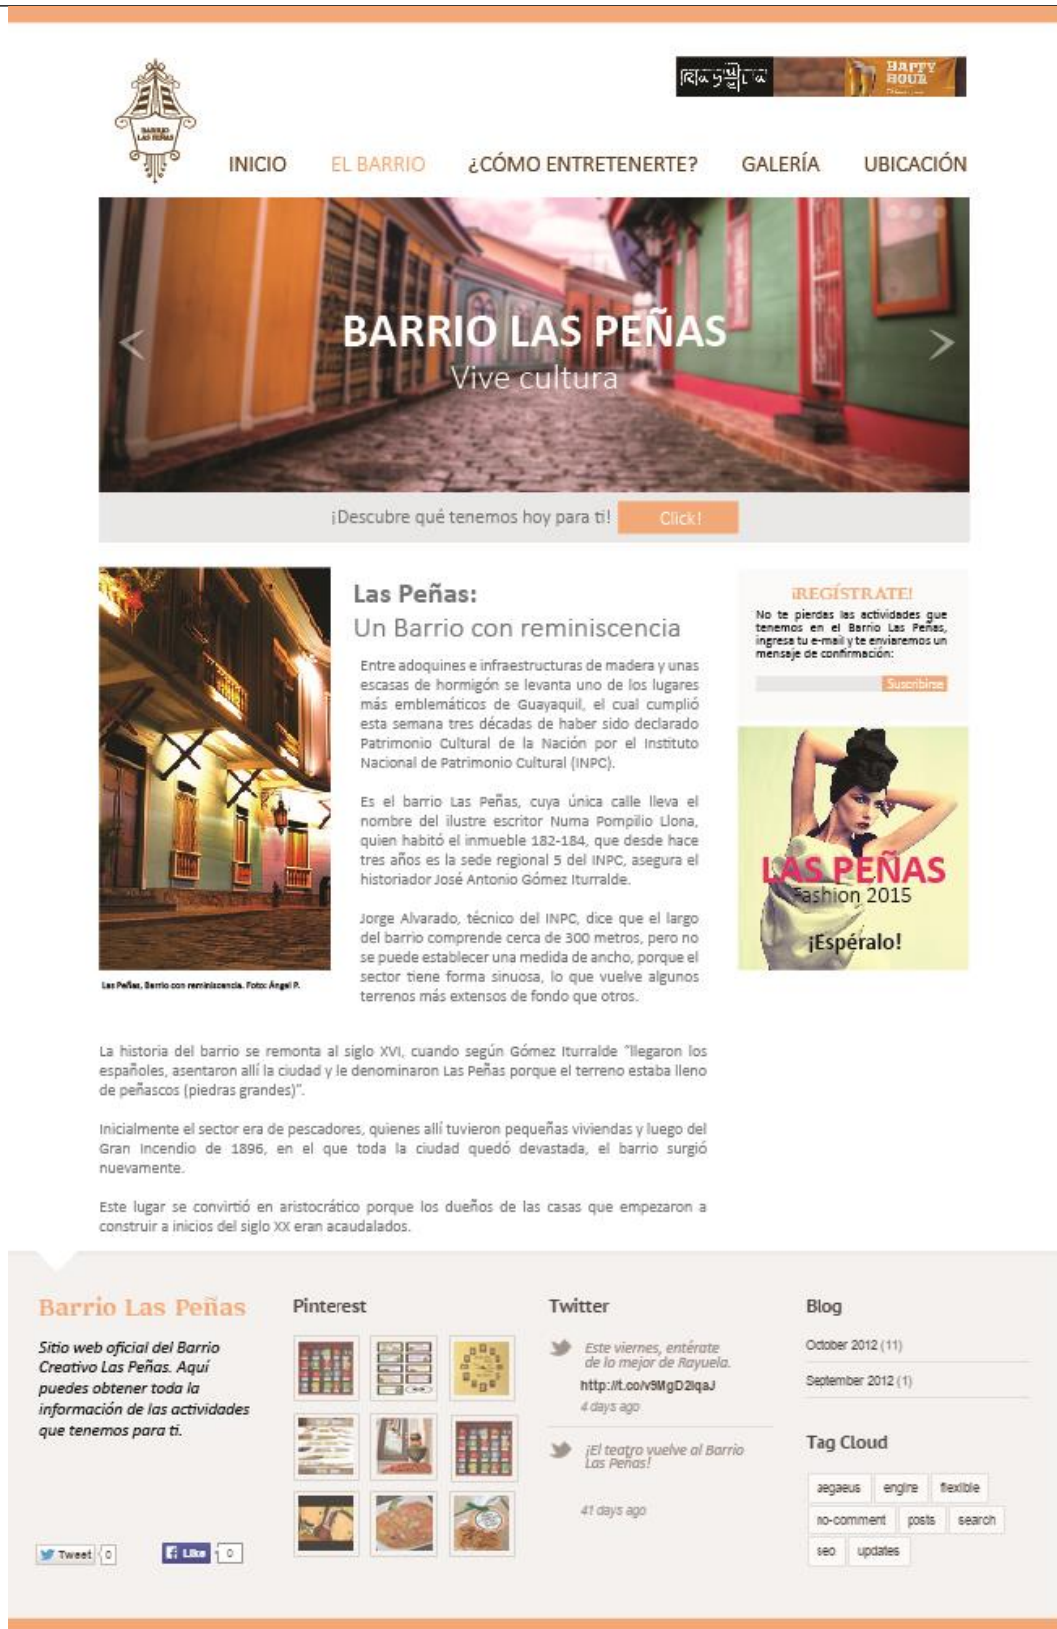 Rayuela
HAPPY
HOUR
BARRIO
LAS PEÑAS
INICIO EL BARRIO ¿CÓMO ENTRETENERTE? GALERÍA UBICACIÓN
BARRIO LAS PEÑAS
Vive cultura
¡Descubre qué tenemos hoy para ti! Click!
Las Peñas:
Un Barrio con reminiscencia
Entre adoquines e infraestructuras de madera y unas
escasas de hormigón se levanta uno de los lugares
más emblemáticos de Guayaquil, el cual cumplió
esta semana tres décadas de haber sido declarado
Patrimonio Cultural de la Nación por el Instituto
Nacional de Patrimonio Cultural (INPC).
Es el barrio Las Peñas, cuya única calle lleva el
nombre del ilustre escritor Numa Pompilio Llona,
quien habitó el inmueble 182-184, que desde hace
tres años es la sede regional 5 del INPC, asegura el
historiador José Antonio Gómez Iturralde.
Jorge Alvarado, técnico del INPC, dice que el largo
del barrio comprende cerca de 300 metros, pero no
se puede establecer una medida de ancho, porque el
sector tiene forma sinuosa, lo que vuelve algunos
terrenos más extensos de fondo que otros.
Las Peñas, Barrio con reminiscencia. Foto: Ángel P.
¡REGÍSTRATE!
No te pierdas las actividades que
tenemos en el Barrio Las Peñas,
ingresa tu e-mail y te enviaremos un
mensaje de confirmación:
Suscribirse
LAS PEÑAS
Fashion 2015
¡Espéralo!
La historia del barrio se remonta al siglo XVI, cuando según Gómez Iturralde “llegaron los
españoles, asentaron allí la ciudad y le denominaron Las Peñas porque el terreno estaba lleno
de peñascos (piedras grandes)”.
Inicialmente el sector era de pescadores, quienes allí tuvieron pequeñas viviendas y luego del
Gran Incendio de 1896, en el que toda la ciudad quedó devastada, el barrio surgió
nuevamente.
Este lugar se convirtió en aristocrático porque los dueños de las casas que empezaron a
construir a inicios del siglo XX eran acaudalados.
Barrio Las Peñas
Sitio web oficial del Barrio
Creativo Las Peñas. Aquí
puedes obtener toda la
información de las actividades
que tenemos para ti.
Tweet 0
Like 0
Pinterest
Twitter
Este viernes, entérate
de lo mejor de Rayuela.
http://t.co/v9MgD2iqaJ
4 days ago
¡El teatro vuelve al Barrio
Las Peñas!
41 days ago
Blog
October 2012 (11)
September 2012 (1)
Tag Cloud
aegaeus engine flexible
no-comment posts search
seo updates